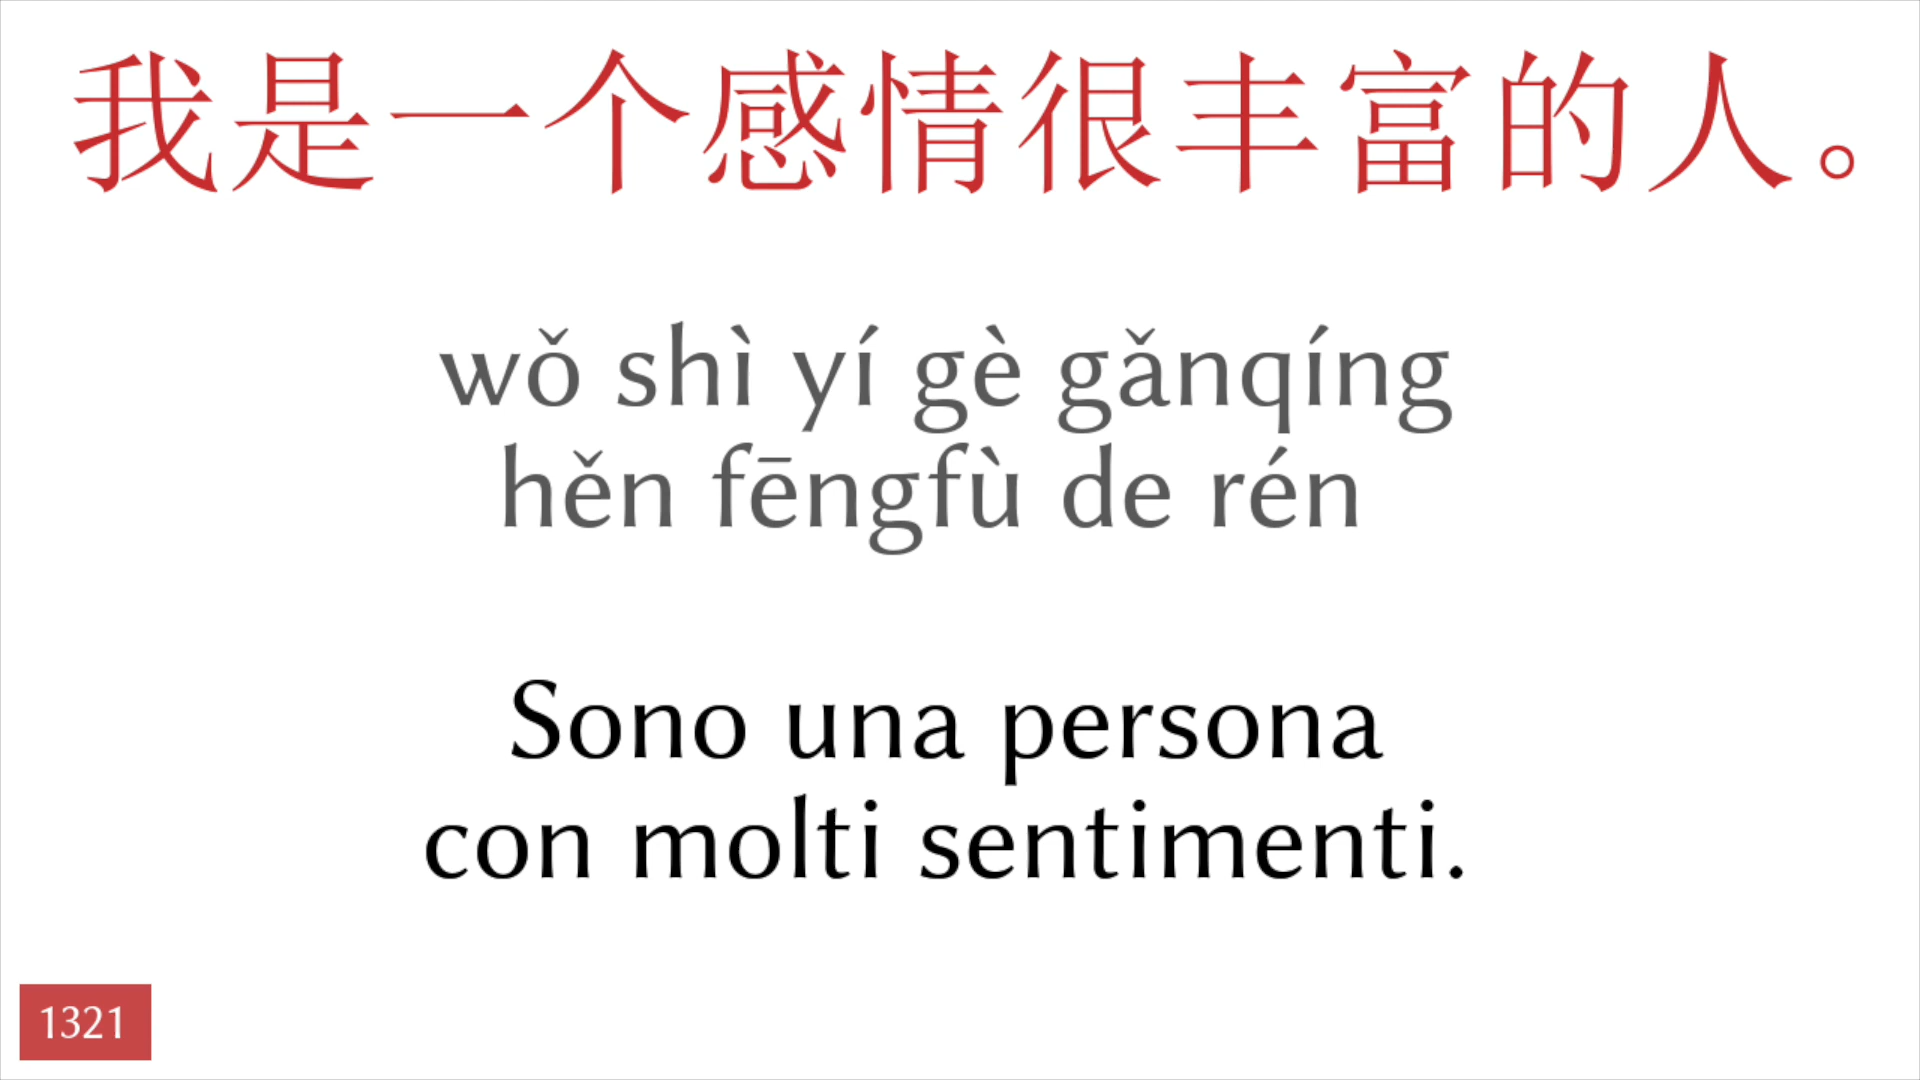 我是一个感情很丰富的人。
wǒ shì yí gè gǎnqíng
hěn fēngfù de rén
Sono una persona
con molti sentimenti.
1321